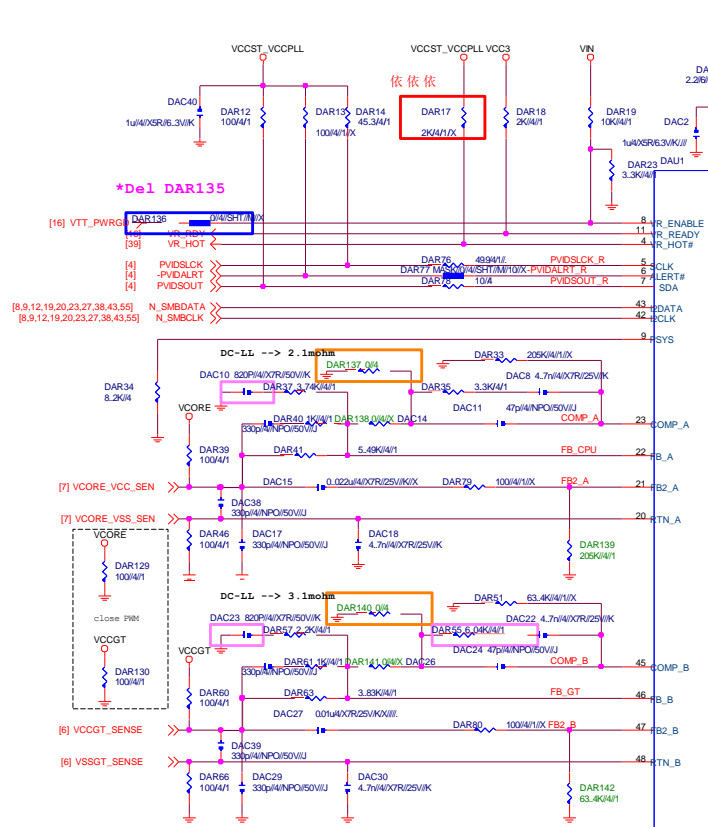 VCCST_VCCPLL
VCCST_VCCPLL VCC3
VIN
依 依 依
DAC40
1u/4//X5R/6.3V//K
DAR12
100/4/1
DAR13
100//4/1//X
DAR14
45.3/4/1
DAR17
2K/4/1/X
DAR18
2K//4//1
DAR19
10K//4//1
DAC2
1u/4/X5R/6.3V/K////
DAR23
3.3K//4//1
DAU1
*Del DAR135
DAR136
0//4//SHT//M//X
[16] VTT_PWRGD
VR_RDY
[39] VR_HOT
8 VR_ENABLE
11 VR_READY
4 VR_HOT#
[4] PVIDSLCK
[4] -PVIDALRT
[4] PVIDSOUT
DAR76 49.9/4/1/. PVIDSLCK_R
DAR77 MASK/0//4//SHT//M//10//X -PVIDALRT_R
DAR78 10/4 PVIDSOUT_R
5 SCLK
6 ALERT#
7 SDA
[8,9,12,19,20,23,27,38,43,55] N_SMBDATA
[8,9,12,19,20,23,27,38,43,55] N_SMBCLK
43 I2DATA
42 I2CLK
9 PSYS
DC-LL --> 2.1mohm
DAR137 0//4
DAR33 205K//4/1//X
DAR34
8.2K//4
DAC10 820P//4//X7R//50V//K
DAR37 3.74K//4/1
DAR35 3.3K/4/1
DAC8 4.7n//4//X7R//25V//K
VCORE
DAC11 47p//4//NPO//50V//J
DAR40 1K//4//1
330p//4//NPO//50V//J
DAR138 0//4/X
DAC14
COMP_A
23 COMP_A
DAR39
100/4/1
DAR41 5.49K//4/1
FB_CPU
22 FB_A
[7] VCORE_VCC_SEN
DAC15 0.022u//4//X7R//25V//K//X
DAR79 100//4/1//X
FB2_A
21 FB2_A
DAC38
330p//4//NPO//50V//J
[7] VCORE_VSS_SEN
20 RTN_A
VCORE
DAR46
100/4/1
DAC17
330p//4//NPO//50V//J
DAC18
4.7n//4//X7R//25V//K
DAR139
205K//4//1
DAR129
100//4/1
close PWM
DC-LL --> 3.1mohm
DAR140 0//4
DAR51 63.4K//4/1//X
DAC23 820P//4//X7R//50V//K
DAR57 2.2K//4/1
DAR55 6.04K//4/1
DAC22 4.7n//4//X7R//25V//K
VCCGT
VCCGT
DAC24 47p//4//NPO//50V//J
DAR61 1K//4//1
330p//4//NPO//50V//J
DAR141 0//4/X
DAC26
COMP_B
45 COMP_B
DAR130
100//4/1
DAR60
100//4/1
DAR63 3.83K//4/1
FB_GT
46 FB_B
DAC27 0.01u/4/X7R/25V/K/X////.
[6] VCCGT_SENSE
DAR80 100//4/1//X FB2_B
47 FB2_B
DAC39
330p//4//NPO//50V//J
[6] VSSGT_SENSE
48 RTN_B
DAR66
100/4/1
DAC29
330p//4//NPO//50V//J
DAC30
4.7n//4//X7R//25V//K
DAR142
63.4K//4//1